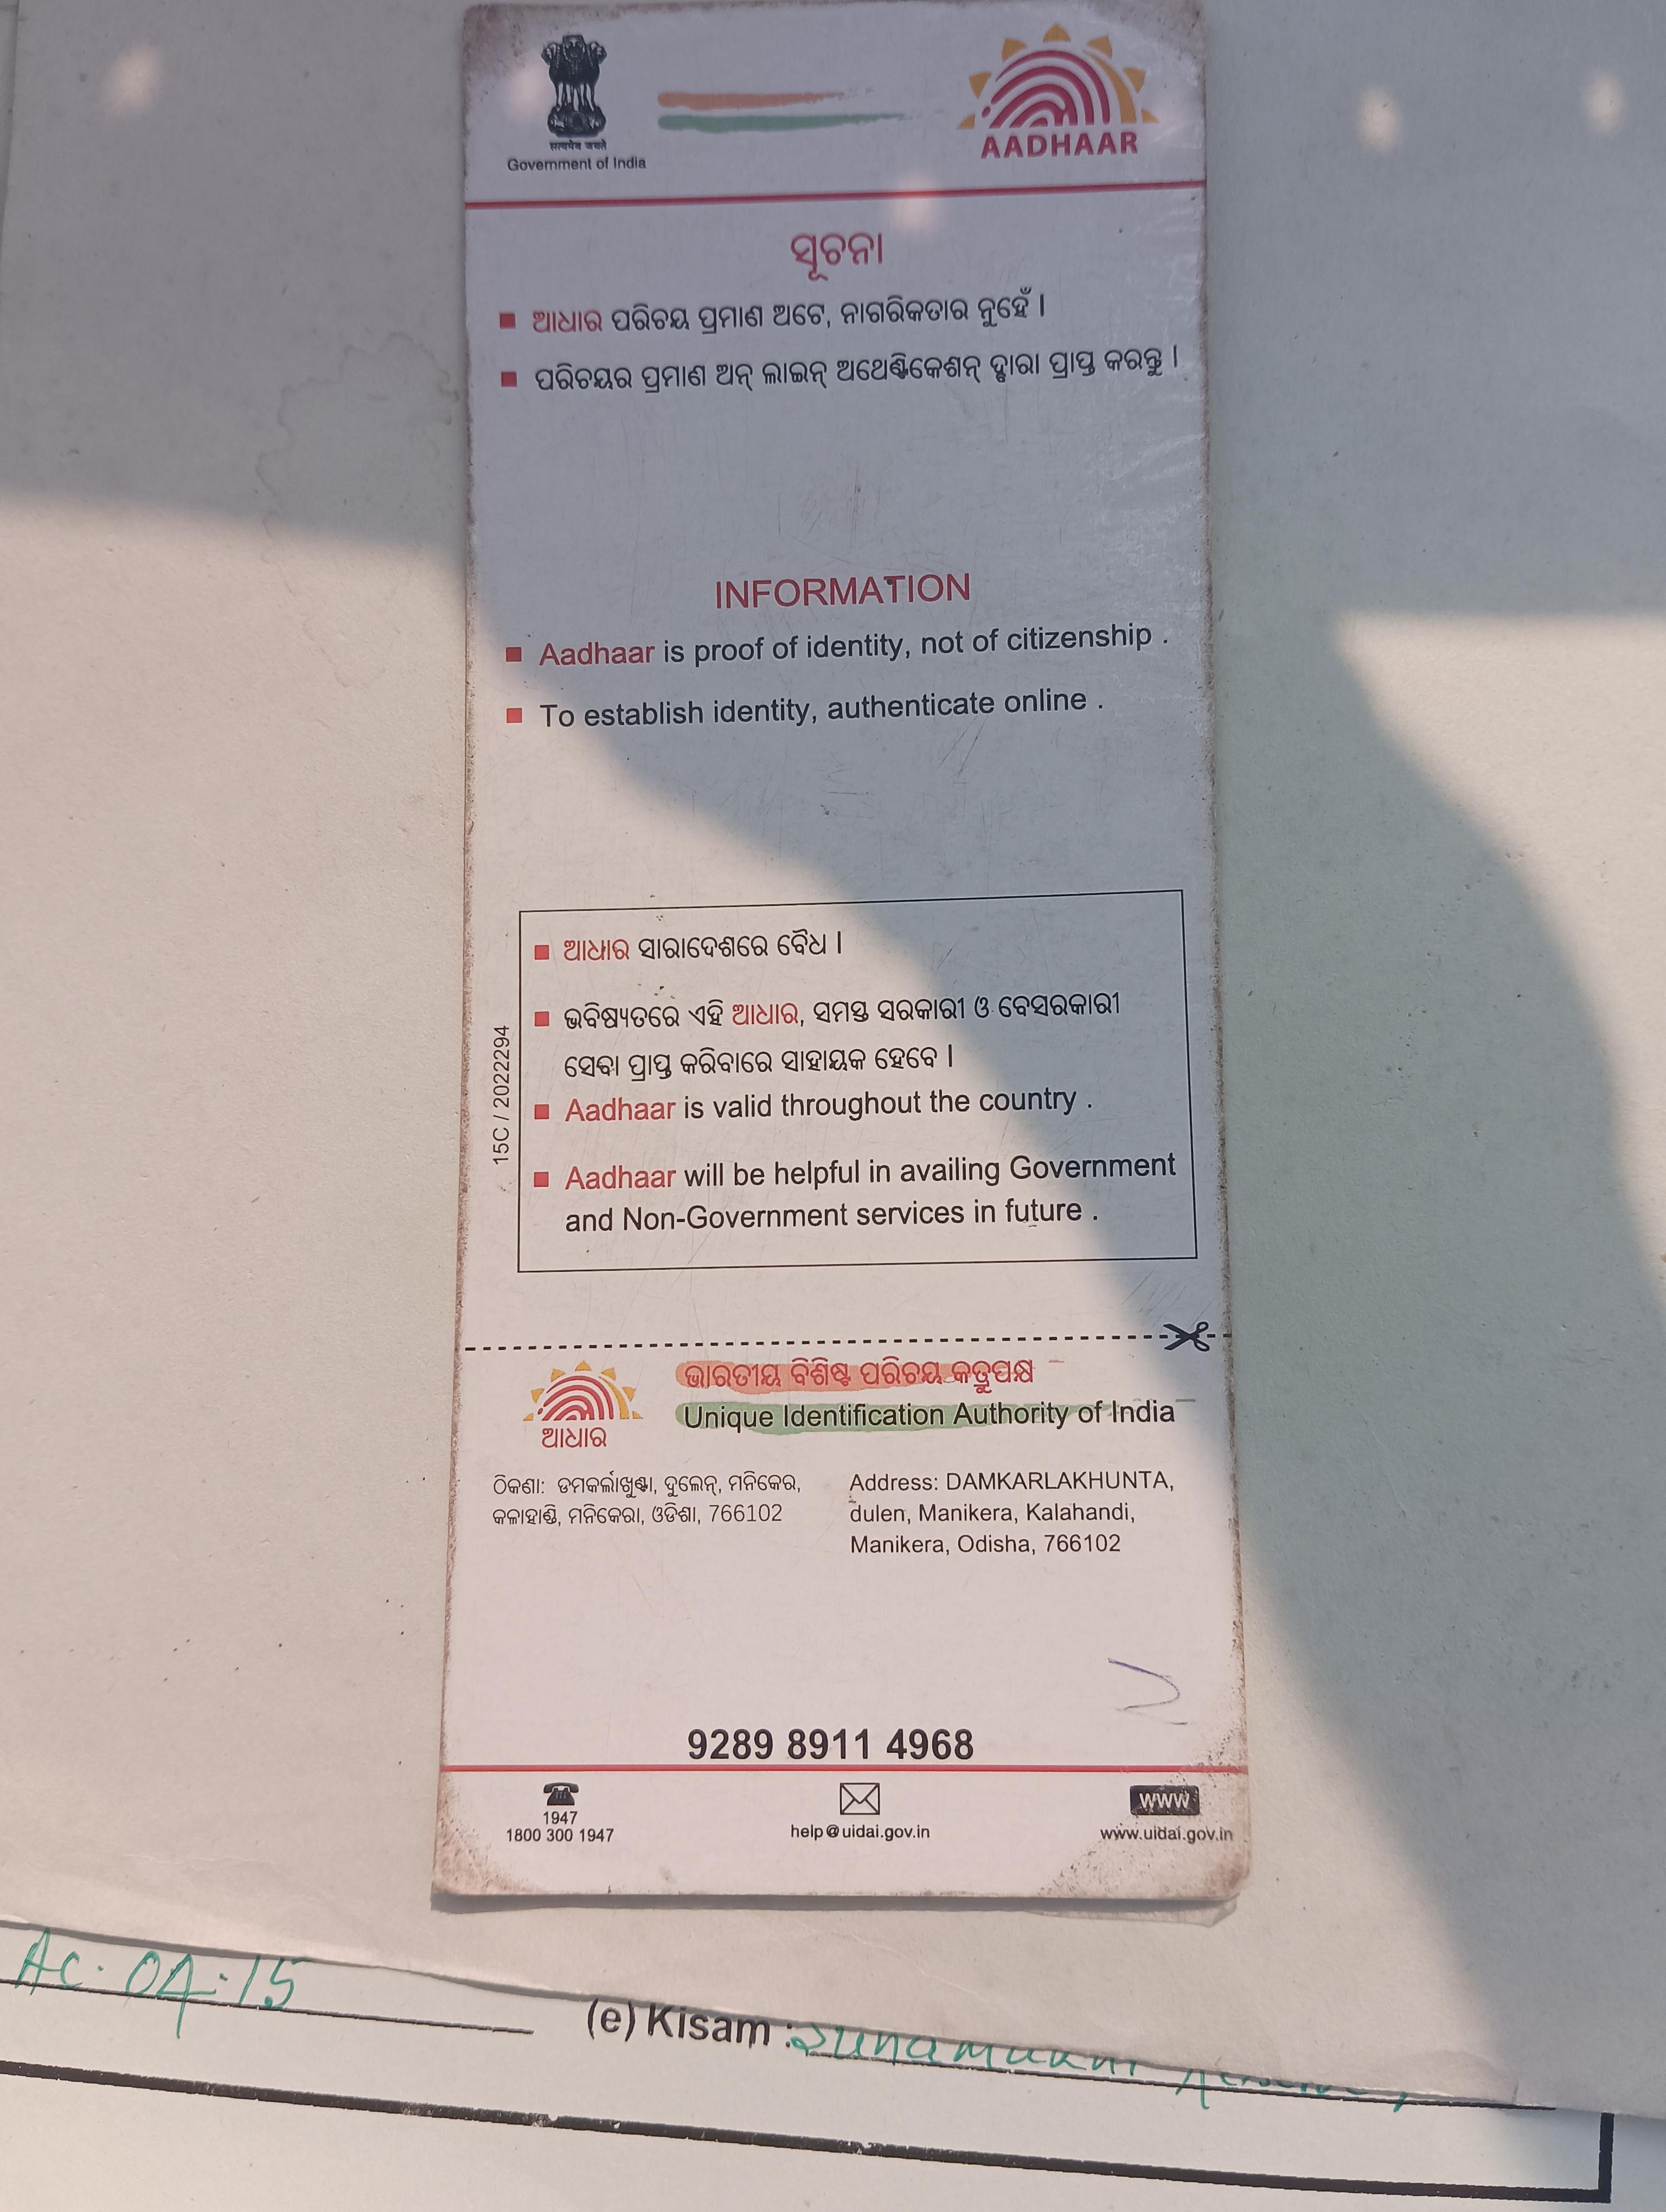 सत्यमेव जयते
Government of India
AADHAAR
ସୂଚନା
ଆଧାର ପରିଚୟ ପ୍ରମାଣ ଅଟେ, ନାଗରିକତାର ନୁହେଁ ।
ପରିଚୟର ପ୍ରମାଣ ଅନ୍ ଲାଇନ୍ ଅଥେଣ୍ଟିକେଶନ୍ ଦ୍ବାରା ପ୍ରାପ୍ତ କରନ୍ତୁ ।
INFORMATION
Aadhaar is proof of identity, not of citizenship .
To establish identity, authenticate online .
ଆଧାର ସାରାଦେଶରେ ବୈଧ ।
ଭବିଷ୍ୟତରେ ଏହି ଆଧାର, ସମସ୍ତ ସରକାରୀ ଓ ବେସରକାରୀ
ସେବା ପ୍ରାପ୍ତ କରିବାରେ ସାହାୟକ ହେବେ ।
Aadhaar is valid throughout the country .
Aadhaar will be helpful in availing Government
and Non-Government services in future .
15C / 2022294
ଭାରତୀୟ ବିଶିଷ୍ଟ ପରିଚୟ କର୍ତ୍ତୃପକ୍ଷ
Unique Identification Authority of India
ଆଧାର
ଠିକଣା: ଡମକର୍ଲାଖୁଣ୍ଟା, ଦୁଲେନ୍, ମନିକେର,
କଳାହାଣ୍ଡି, ମନିକେରା, ଓଡିଶା, 766102
Address: DAMKARLAKHUNTA,
dulen, Manikera, Kalahandi,
Manikera, Odisha, 766102
9289 8911 4968
1947
1800 300 1947
help@uidai.gov.in
www
www.uidai.gov.in
Ac. 04.15
(e) Kisam :